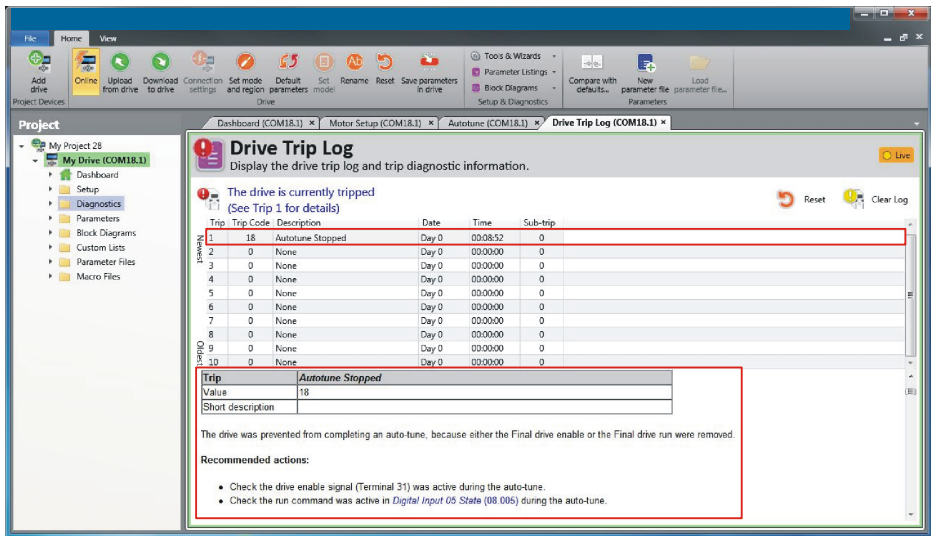 File Home View
Add drive
Online
Upload from drive
Download to drive
Connection settings
Set mode and region
Default parameters
Set model
Rename
Reset
Save parameters in drive
Tools & Wizards
Parameter Listings
Block Diagrams
Compare with defaults...
New parameter file
Load parameter file...
Project Devices
Drive
Setup & Diagnostics
Parameters
Project
My Project 28
My Drive (COM18.1)
Dashboard
Setup
Diagnostics
Parameters
Block Diagrams
Custom Lists
Parameter Files
Macro Files
Dashboard (COM18.1) × Motor Setup (COM18.1) × Autotune (COM18.1) × Drive Trip Log (COM18.1) ×
Drive Trip Log
Display the drive trip log and trip diagnostic information.
Live
The drive is currently tripped
(See Trip 1 for details)
Reset
Clear Log
Trip Trip Code Description Date Time Sub-trip
Newest
1 18 Autotune Stopped Day 0 00:08:52 0
2 0 None Day 0 00:00:00 0
3 0 None Day 0 00:00:00 0
4 0 None Day 0 00:00:00 0
5 0 None Day 0 00:00:00 0
6 0 None Day 0 00:00:00 0
7 0 None Day 0 00:00:00 0
8 0 None Day 0 00:00:00 0
9 0 None Day 0 00:00:00 0
10 0 None Day 0 00:00:00 0
Oldest
Trip Autotune Stopped
Value 18
Short description
The drive was prevented from completing an auto-tune, because either the Final drive enable or the Final drive run were removed.
Recommended actions:
• Check the drive enable signal (Terminal 31) was active during the auto-tune.
• Check the run command was active in Digital Input 05 State (08.005) during the auto-tune.